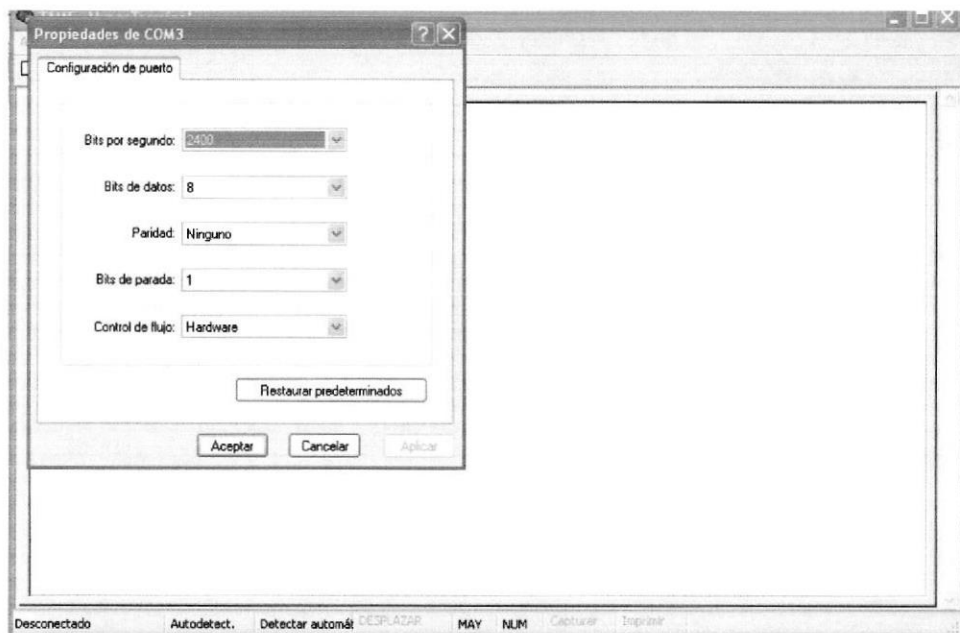 Propiedades de COM3
Configuración de puerto
Bits por segundo: 2400
Bits de datos: 8
Paridad: Ninguno
Bits de parada: 1
Control de flujo: Hardware
Restaurar predeterminados
Aceptar Cancelar Aplicar
Desconectado Autodetect. Detectar automát DESPLAZAR MAY NUM Capturar Imprimir